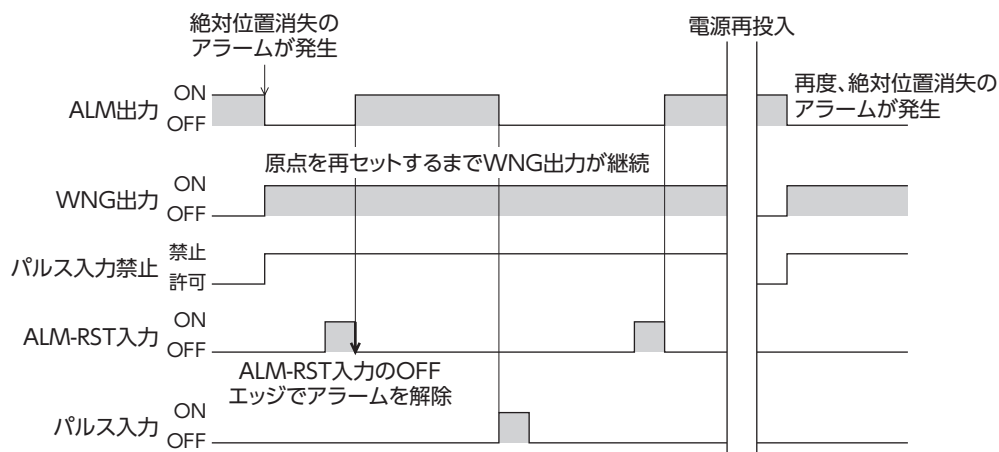 絶対位置消失の
アラームが発生
電源再投入
再度、絶対位置消失の
アラームが発生
ALM出力
ON
OFF
原点を再セットするまでWNG出力が継続
WNG出力
ON
OFF
パルス入力禁止
禁止
許可
ALM-RST入力
ON
OFF
ALM-RST入力のOFF
エッジでアラームを解除
パルス入力
ON
OFF